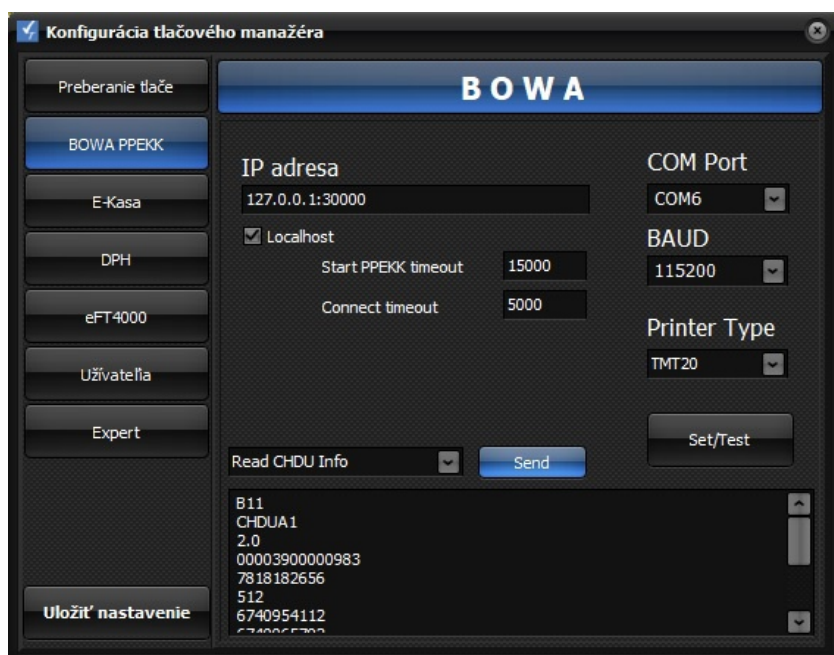 Konfigurácia tlačového manažéra
Preberanie tlače
BOWA PPEKK
E-Kasa
DPH
eFT4000
Užívatelia
Expert
Uložiť nastavenie
BOWA
IP adresa
127.0.0.1:30000
Localhost
Start PPEKK timeout
15000
Connect timeout
5000
COM Port
COM6
BAUD
115200
Printer Type
TMT20
Set/Test
Read CHDU Info
Send
B11
CHDUA1
2.0
00003900000983
7818182656
512
6740954112